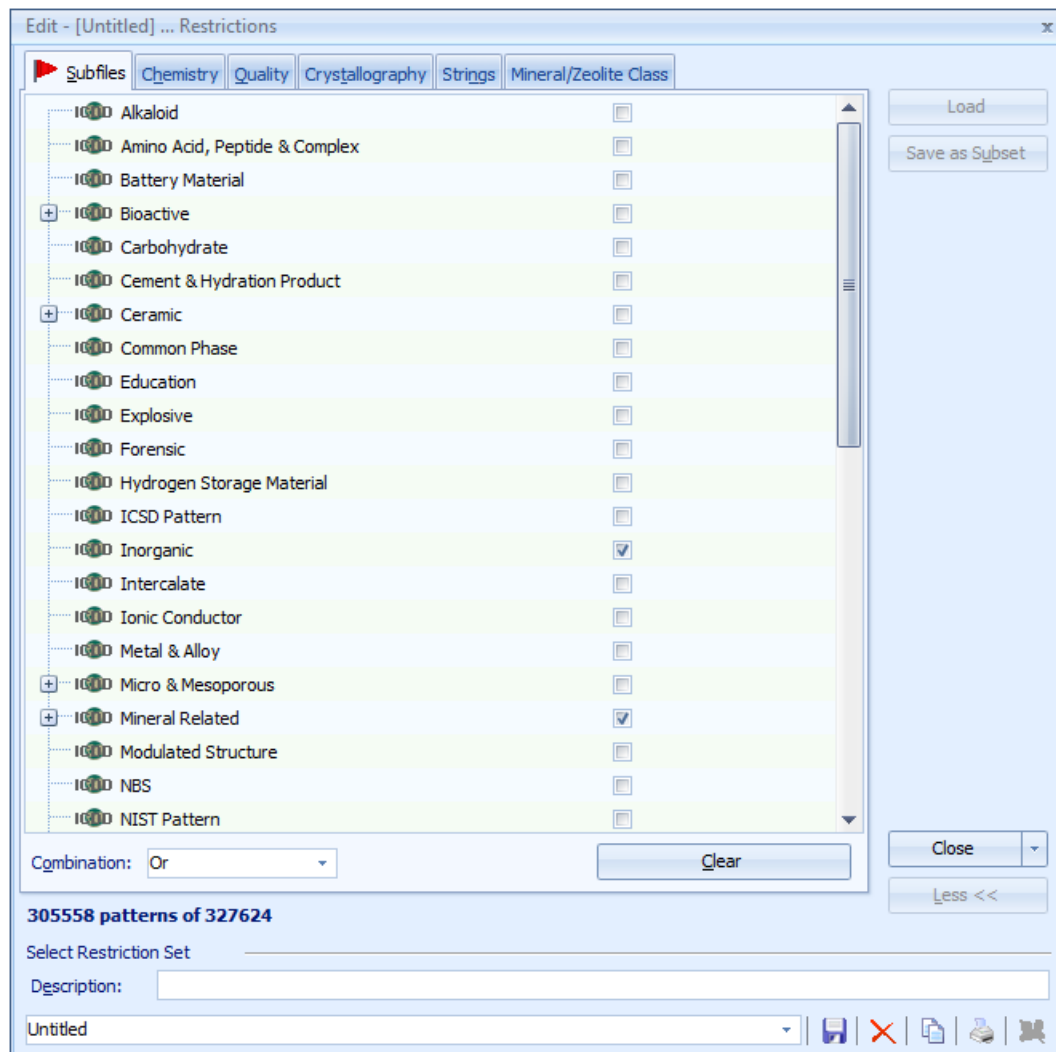 Edit - [Untitled] ... Restrictions x
Subfiles Chemistry Quality Crystallography Strings Mineral/Zeolite Class
ICDD Alkaloid
Load
ICDD Amino Acid, Peptide & Complex
Save as Subset
ICDD Battery Material
ICDD Bioactive
ICDD Carbohydrate
ICDD Cement & Hydration Product
ICDD Ceramic
ICDD Common Phase
ICDD Education
ICDD Explosive
ICDD Forensic
ICDD Hydrogen Storage Material
ICDD ICSD Pattern
ICDD Inorganic
ICDD Intercalate
ICDD Ionic Conductor
ICDD Metal & Alloy
ICDD Micro & Mesoporous
ICDD Mineral Related
ICDD Modulated Structure
ICDD NBS
ICDD NIST Pattern
Combination: Or Clear
Close
Less <<
305558 patterns of 327624
Select Restriction Set
Description:
Untitled